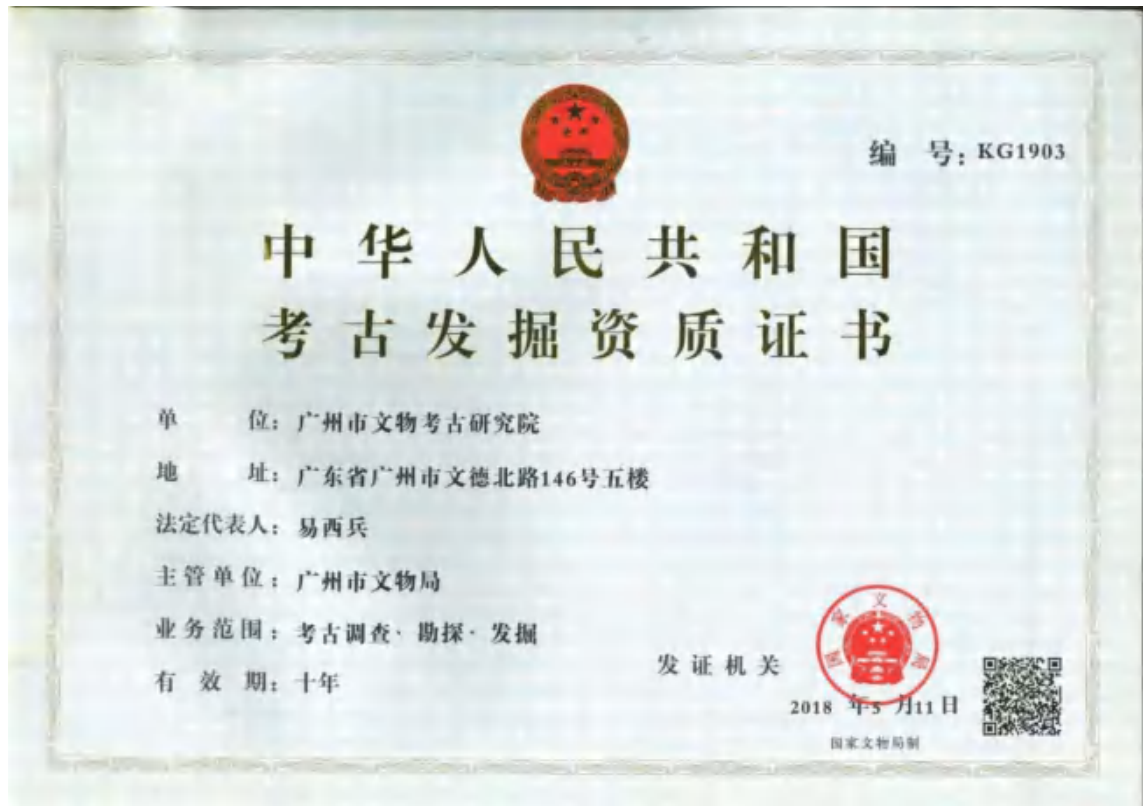 编 号：KG1903
中华人民共和国
考古发掘资质证书
单 位：广州市文物考古研究院
地 址：广东省广州市文德北路146号五楼
法定代表人：易西兵
主管单位：广州市文物局
业务范围：考古调查·勘探·发掘
有 效 期：十年
国家文物局
发证机关
2018 年5 月11日
国家文物局制